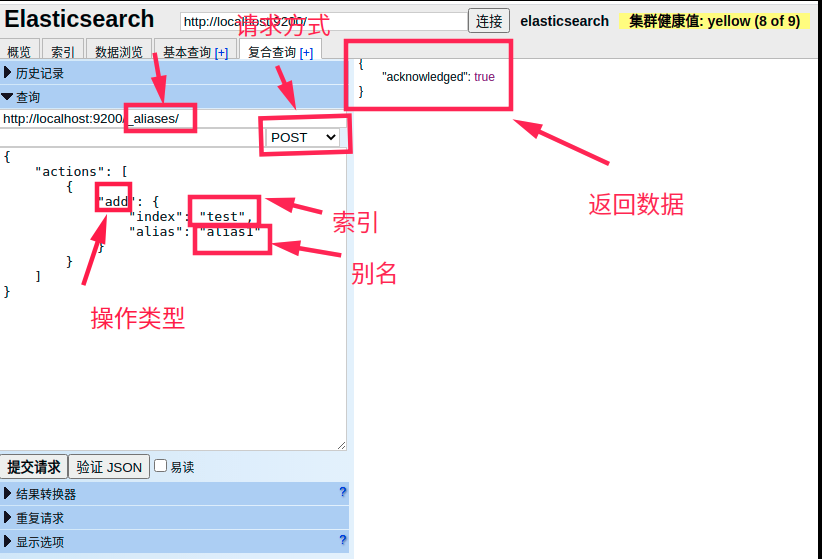 Elasticsearch
http://localhost:9200/
连接
elasticsearch
集群健康值: yellow (8 of 9)
请求方式
概览
索引
数据浏览
基本查询 [+]
复合查询 [+]
历史记录
查询
http://localhost:9200/_aliases/
POST
{
"actions": [
{
"add": {
"index": "test",
"alias": "alias1"
}
}
]
}
索引
别名
操作类型
{
"acknowledged": true
}
返回数据
提交请求
验证 JSON
易读
结果转换器
?
重复请求
显示选项
?